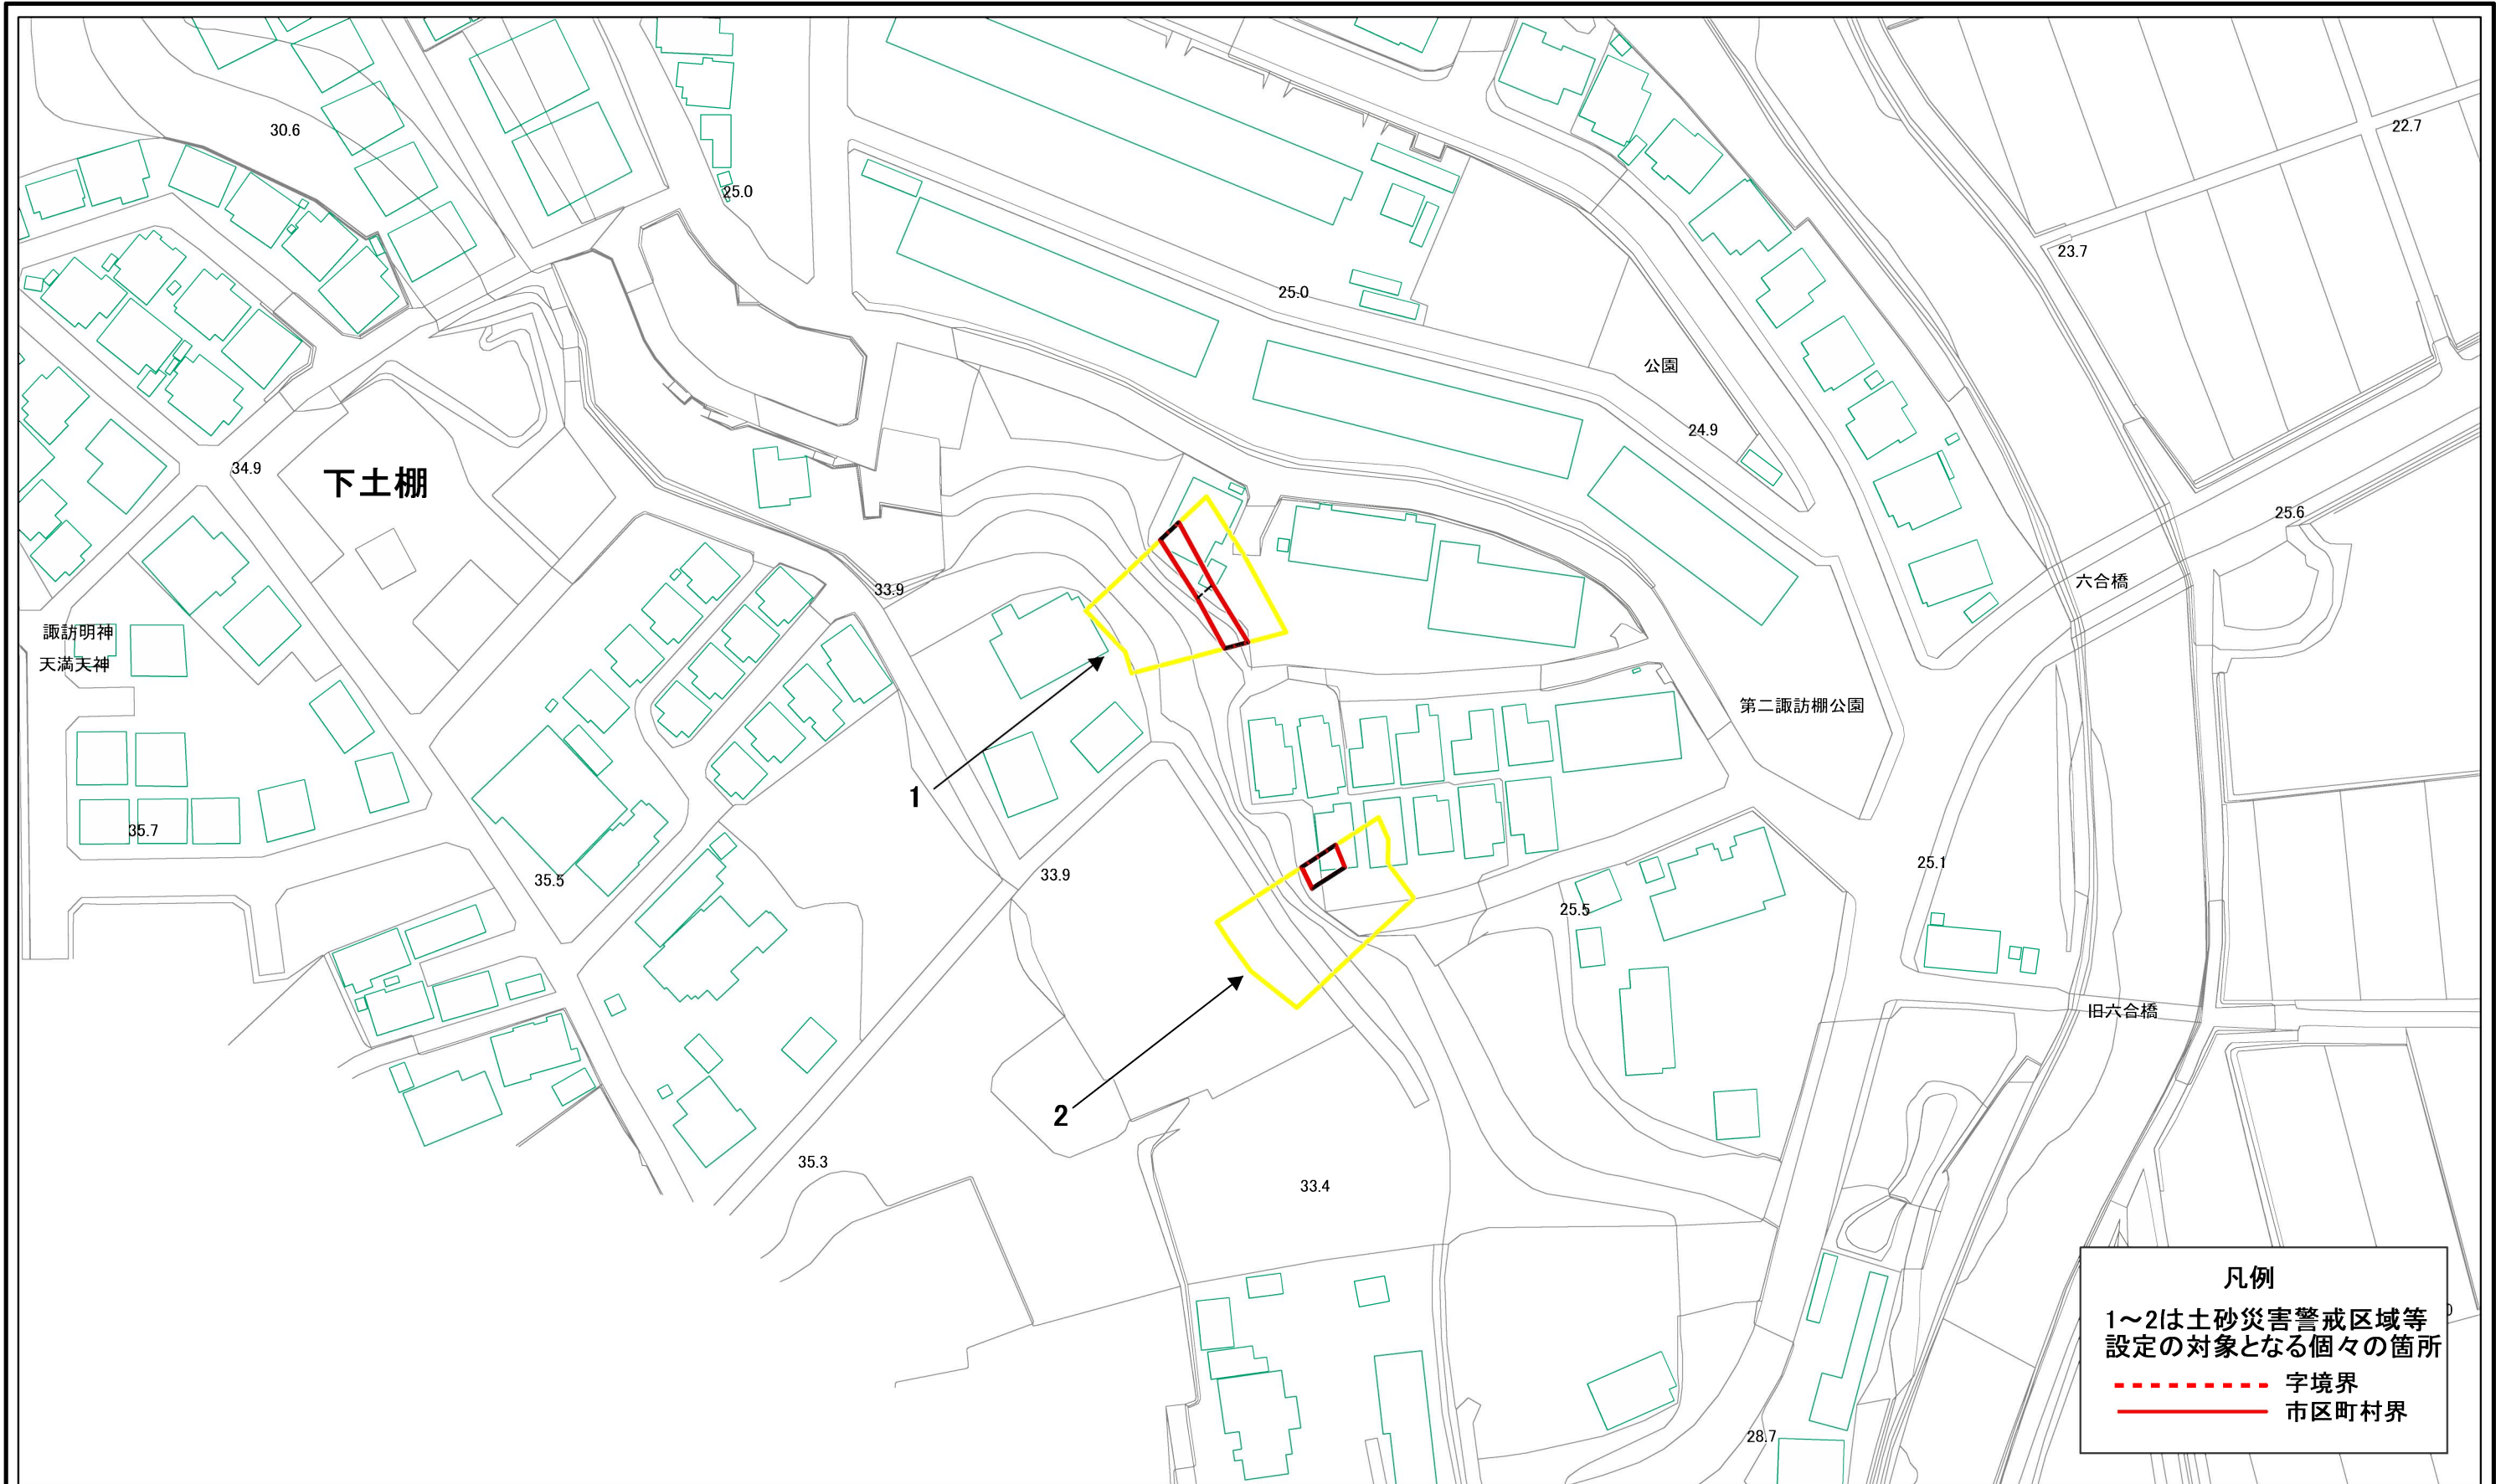 30.6
22.7
25.0
23.7
25.0
公園
24.9
34.9
下土棚
25.6
六合橋
33.9
諏訪明神
天満天神
第二諏訪棚公園
1
35.7
25.1
33.9
35.5
25.5
旧六合橋
2
35.3
33.4
凡例
1～2は土砂災害警戒区域等
設定の対象となる個々の箇所
字境界
市区町村界
28.7